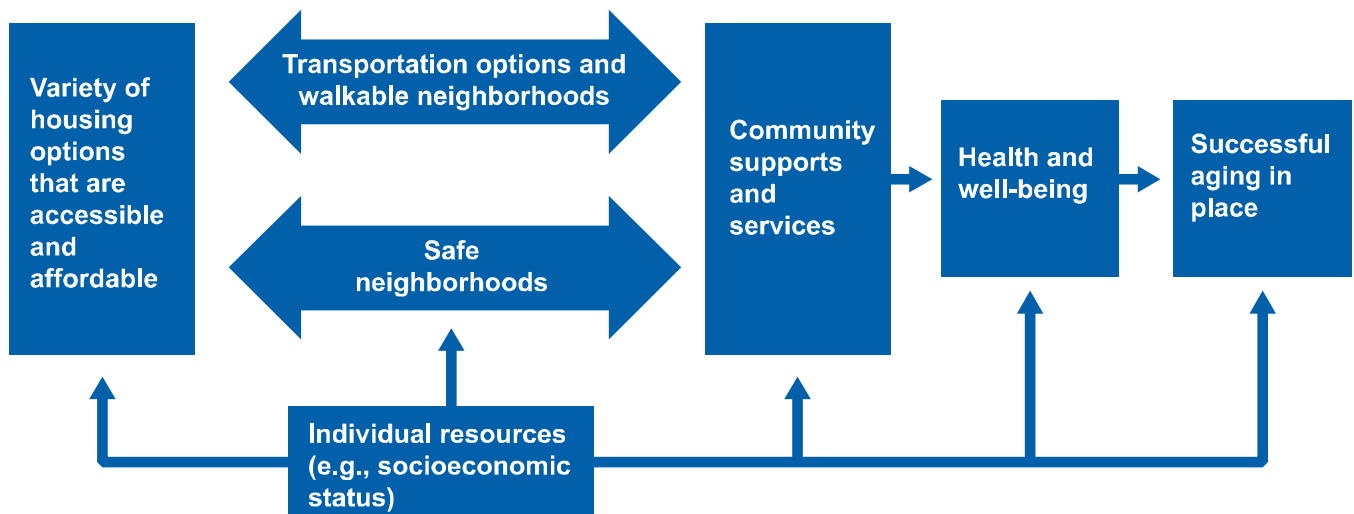 Variety of
housing
options
that are
accessible
and
affordable
Transportation options and
walkable neighborhoods
Safe
neighborhoods
Community
supports
and
services
Health and
well-being
Successful
aging in
place
Individual resources
(e.g., socioeconomic
status)